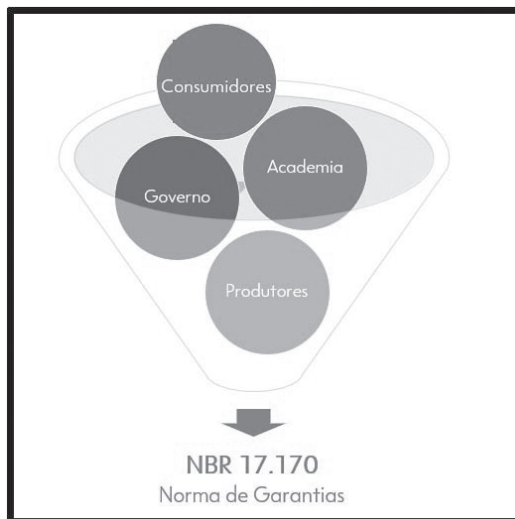 Consumidores
Academia
Governo
Produtores
NBR 17.170
Norma de Garantias